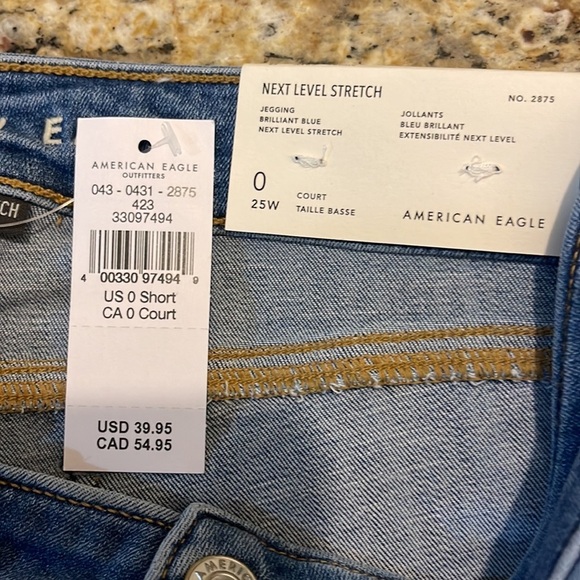 NEXT LEVEL STRETCH
NO. 2875
JEGGING
BRILLIANT BLUE
NEXT LEVEL STRETCH
JOLLANTS
BLEU BRILLANT
EXTENSIBILITÉ NEXT LEVEL
0
25W
COURT
TAILLE BASSE
AMERICAN EAGLE
AMERICAN EAGLE
OUTFITTERS
043 - 0431 - 2875
423
33097494
4 00330 97494 9
US 0 Short
CA 0 Court
USD 39.95
CAD 54.95
AMERICA